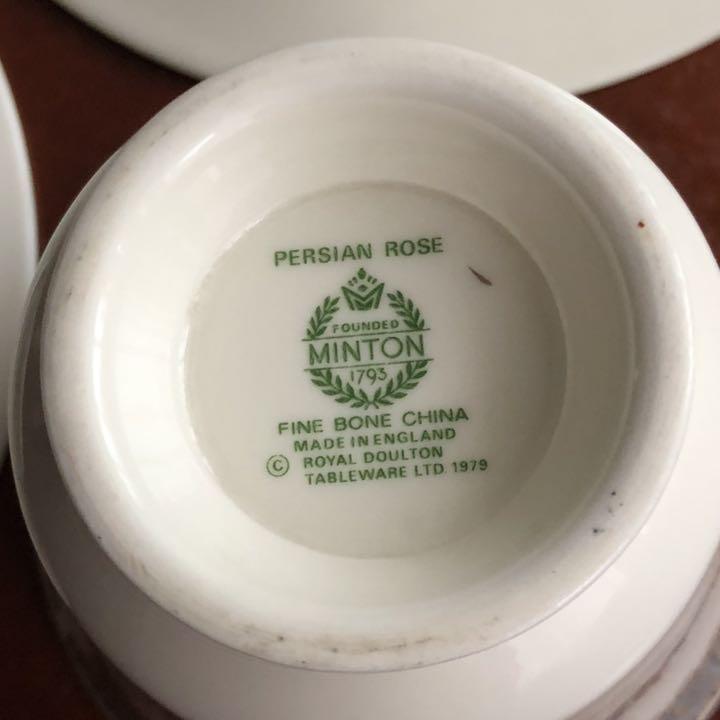 PERSIAN ROSE
M
FOUNDED
MINTON
1793
FINE BONE CHINA
MADE IN ENGLAND
© ROYAL DOULTON
TABLEWARE LTD. 1979